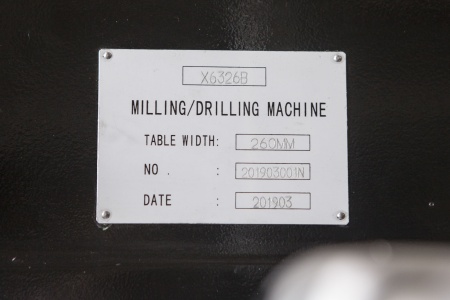 X6326B
MILLING/DRILLING MACHINE
TABLE WIDTH: 260MM
NO . : 201903001N
DATE : 201903